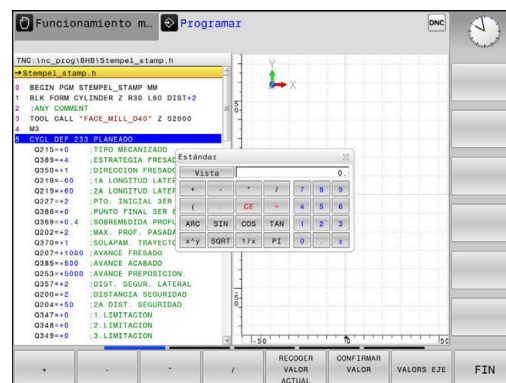 Funcionamiento m... Programar DNC
TNC:\nc_prog\BHB\Stempel_stamp.h
→Stempel_stamp.h
0 BEGIN PGM STEMPEL_STAMP MM
1 BLK FORM CYLINDER Z R30 L60 DIST+2
2 ;ANY COMMENT
3 TOOL CALL "FACE_MILL_D40" Z S2000
4 M3
5 CYCL DEF 233 PLANEADO
Q215=+0 ;TIPO MECANIZADO
Q389=+4 ;ESTRATEGIA FRESAD
Q350=+1 ;DIRECCION FRESAD
Q218=-60 ;1A LONGITUD LATER
Q219=+60 ;2A LONGITUD LATE
Q227=+2 ;PTO. INICIAL 3ER
Q386=+0 ;PUNTO FINAL 3ER E
Q369=+0.4 ;SOBREMEDIDA PROFU
Q202=+2 ;MAX. PROF. PASADA
Q370=+1 ;SOLAPAM. TRAYECTO
Q207=+1000 ;AVANCE FRESADO
Q385=+500 ;AVANCE ACABADO
Q253=+5000 ;AVANCE PREPOSICION.
Q357=+2 ;DIST. SEGUR. LATERAL
Q200=+2 ;DISTANCIA SEGURIDAD
Q204=+50 ;2A DIST. SEGURIDAD
Q347=+0 ;1.LIMITACION
Q348=+0 ;2.LIMITACION
Q349=+0 ;3.LIMITACION
Y
X
Estándar
Vista 0.
+ - * / 7 8 9
( ) CE = 4 5 6
ARC SIN COS TAN 1 2 3
x^y SQRT 1/x PI 0 . ±
-50 0 50
+ - * / RECOGER VALOR ACTUAL CONFIRMAR VALOR VALORS EJE FIN